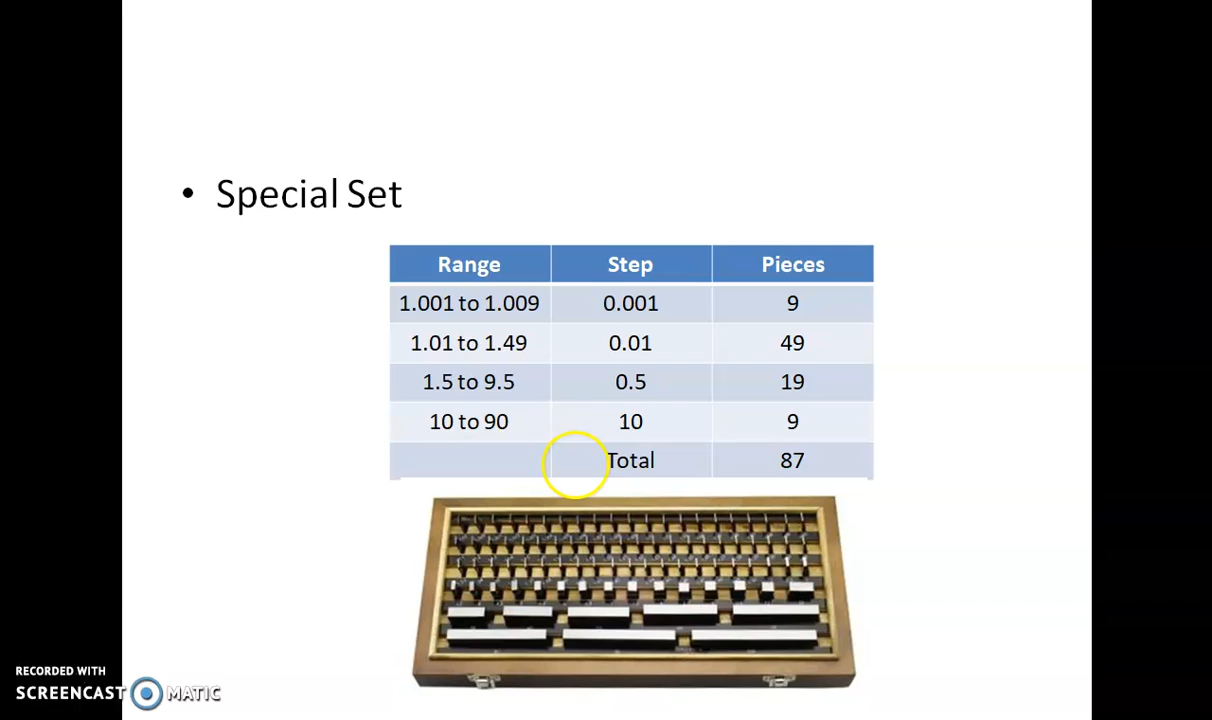 • Special Set
Range Step Pieces
1.001 to 1.009 0.001 9
1.01 to 1.49 0.01 49
1.5 to 9.5 0.5 19
10 to 90 10 9
Total 87
RECORDED WITH
SCREENCAST MATIC